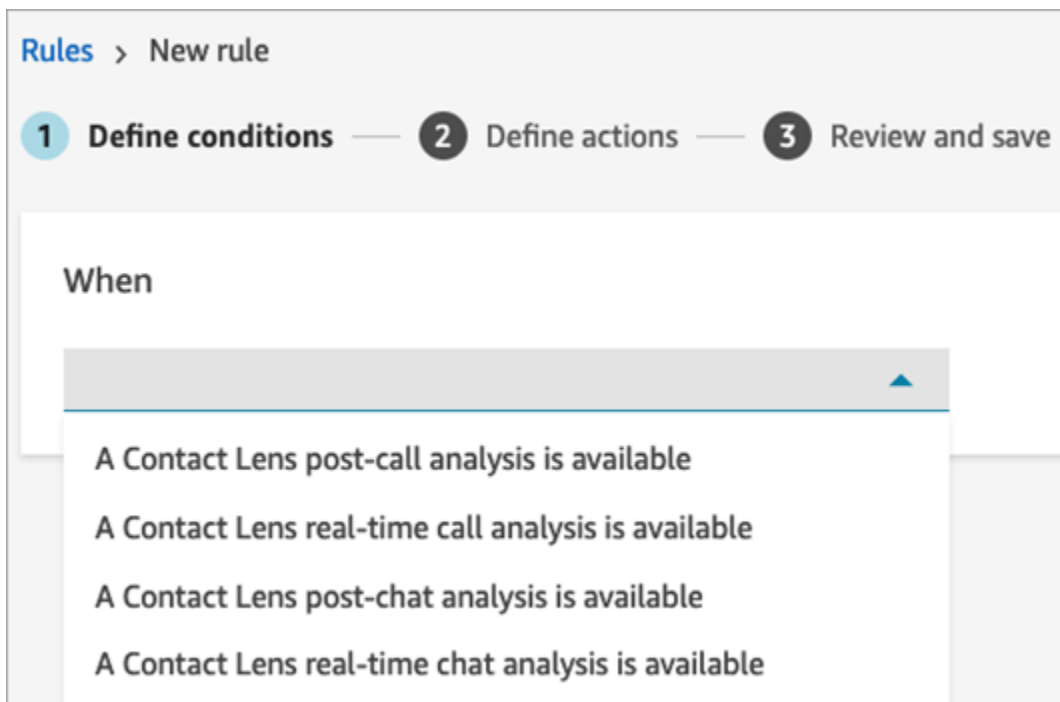 Rules > New rule
1 Define conditions 2 Define actions 3 Review and save
When
A Contact Lens post-call analysis is available
A Contact Lens real-time call analysis is available
A Contact Lens post-chat analysis is available
A Contact Lens real-time chat analysis is available